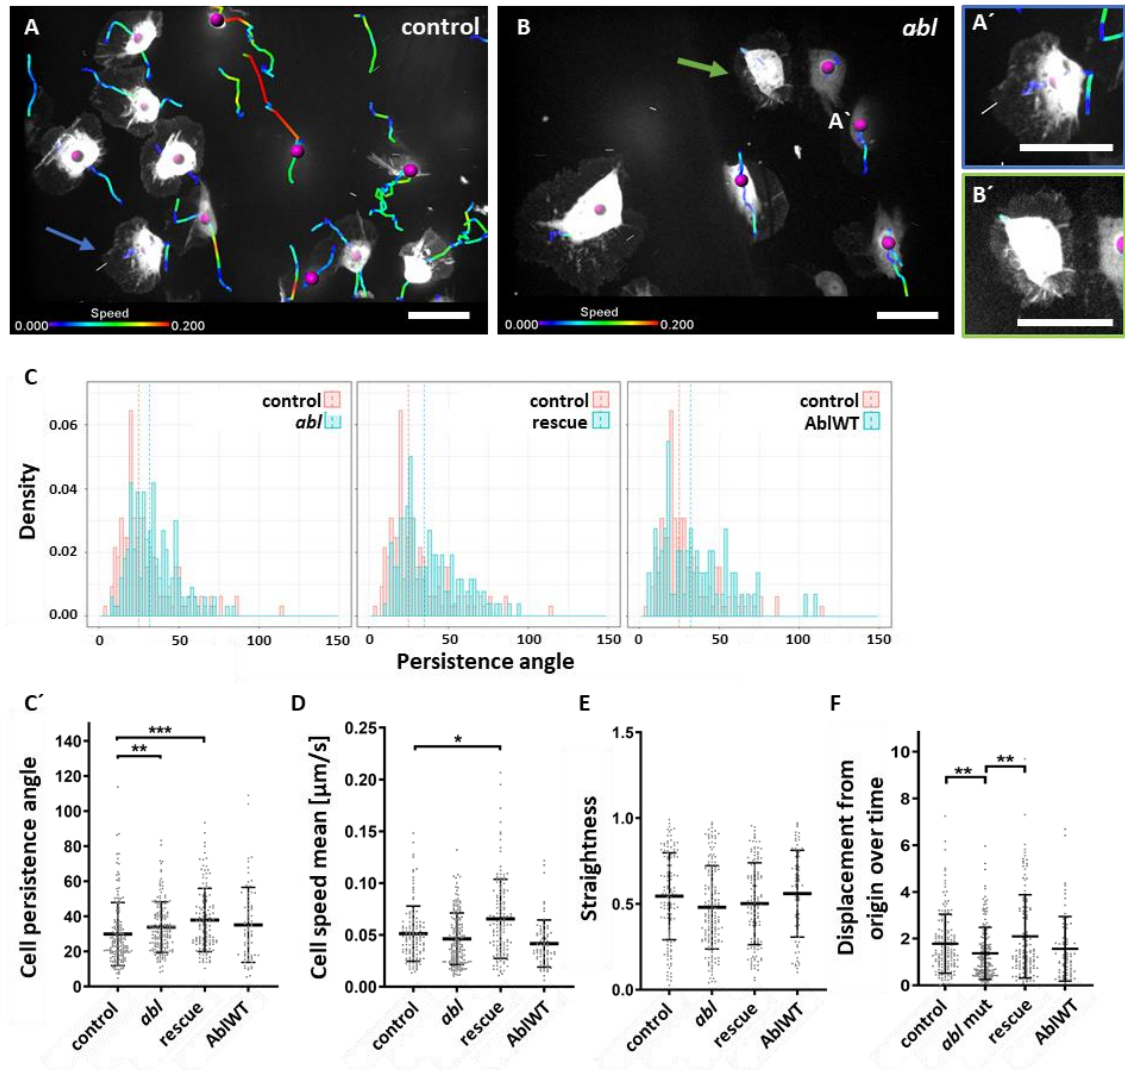 A
control
Speed
0.000
0.200
B
abl
A`
Speed
0.000
0.200
A´
B´
C
control
abl
control
rescue
control
AblWT
Density
0.06
0.04
0.02
0.00
0 50 100 150
0 50 100 150
0 50 100 150
Persistence angle
C´
Cell persistence angle
140
120
100
80
60
40
20
0
***
**
control
abl
rescue
AblWT
D
Cell speed mean [µm/s]
0.25
0.20
0.15
0.10
0.05
0.00
*
control
abl
rescue
AblWT
E
Straightness
1.5
1.0
0.5
0.0
control
abl
rescue
AblWT
F
Displacement from
origin over time
10
8
6
4
2
0
**
**
control
abl mut
rescue
AblWT